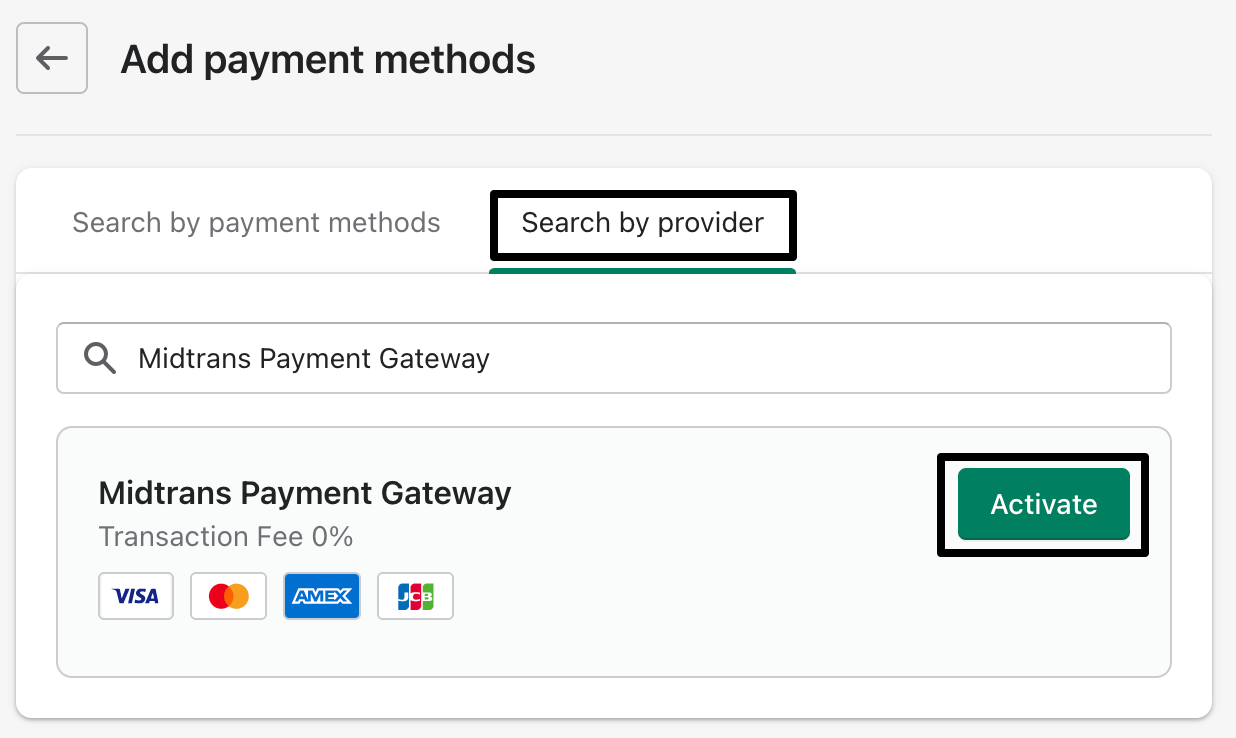 Add payment methods
Search by payment methods Search by provider
Midtrans Payment Gateway
Midtrans Payment Gateway
Activate
Transaction Fee 0%
VISA AMEX JCB